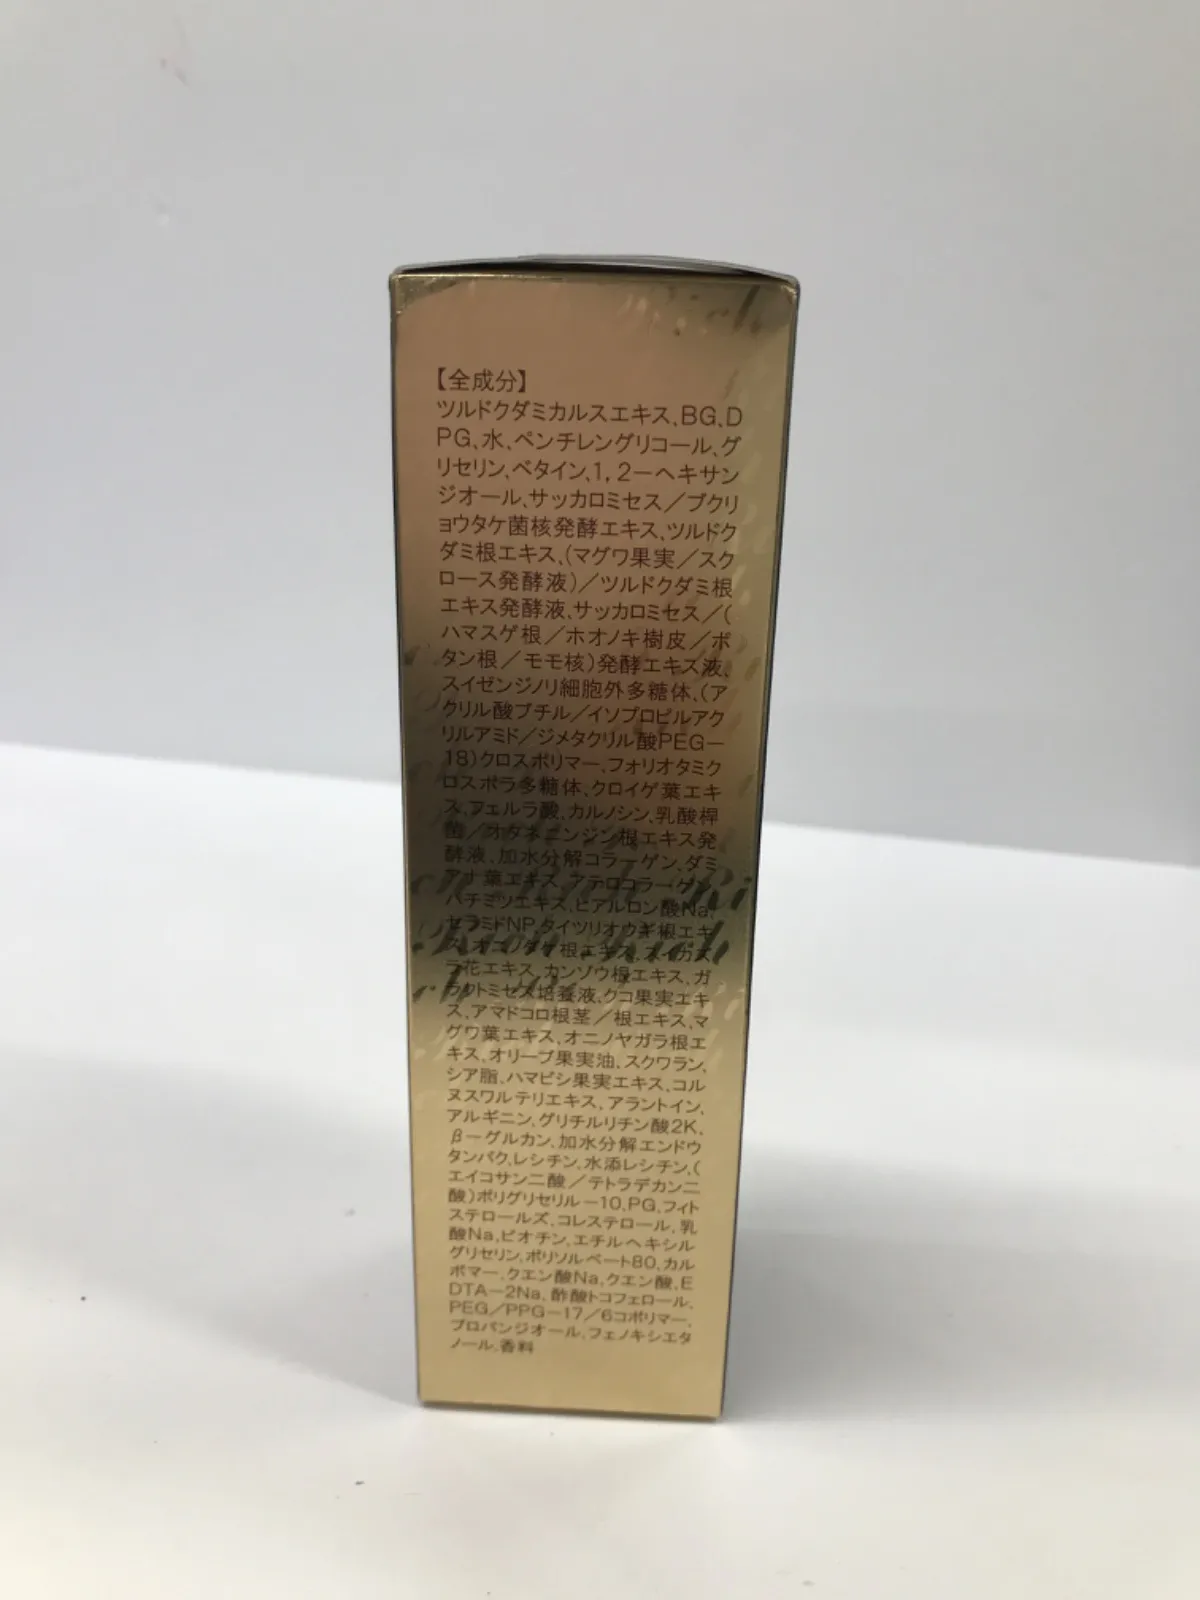 Rich
【全成分】
ツルドクダミカルスエキス、BG、D
PG、水、ペンチレングリコール、グ
リセリン、ベタイン、1,2－ヘキサン
ジオール、サッカロミセス／ブクリ
ョウタケ菌核発酵エキス、ツルドク
ダミ根エキス、(マグワ果実／スク
ロース発酵液)／ツルドクダミ根
エキス発酵液、サッカロミセス／(
ハマスゲ根／ホオノキ樹皮／ボ
タン根／モモ核)発酵エキス液、
スイゼンジノリ細胞外多糖体、(ア
クリル酸ブチル／イソプロピルアク
リルアミド／ジメタクリル酸PEG－
18)クロスポリマー、フォリオタミク
ロスポラ多糖体、クロイゲ葉エキ
ス、フェルラ酸、カルノシン、乳酸桿
菌／オタネニンジン根エキス発
酵液、加水分解コラーゲン、ダミ
アナ葉エキス、アテロコラーゲン、
ハチミツエキス、ヒアルロン酸Na、
セラミドNP、タイツリオウギ根エキ
ス、オニノダケ根エキス、スイカズ
ラ花エキス、カンゾウ根エキス、ガ
ラクトミセス培養液、クコ果実エキ
ス、アマドコロ根茎／根エキス、マ
グワ葉エキス、オニノヤガラ根エ
キス、オリーブ果実油、スクワラン、
シア脂、ハマビシ果実エキス、コル
ヌスワルテリエキス、アラントイン、
アルギニン、グリチルリチン酸2K、
β－グルカン、加水分解エンドウ
タンパク、レシチン、水添レシチン、(
エイコサン二酸／テトラデカン二
酸)ポリグリセリル－10、PG、フィト
ステロールズ、コレステロール、乳
酸Na、ビオチン、エチルヘキシル
グリセリン、ポリソルベート80、カル
ボマー、クエン酸Na、クエン酸、E
DTA－2Na、酢酸トコフェロール、
PEG／PPG－17／6コポリマー、
プロパンジオール、フェノキシエタ
ノール、香料